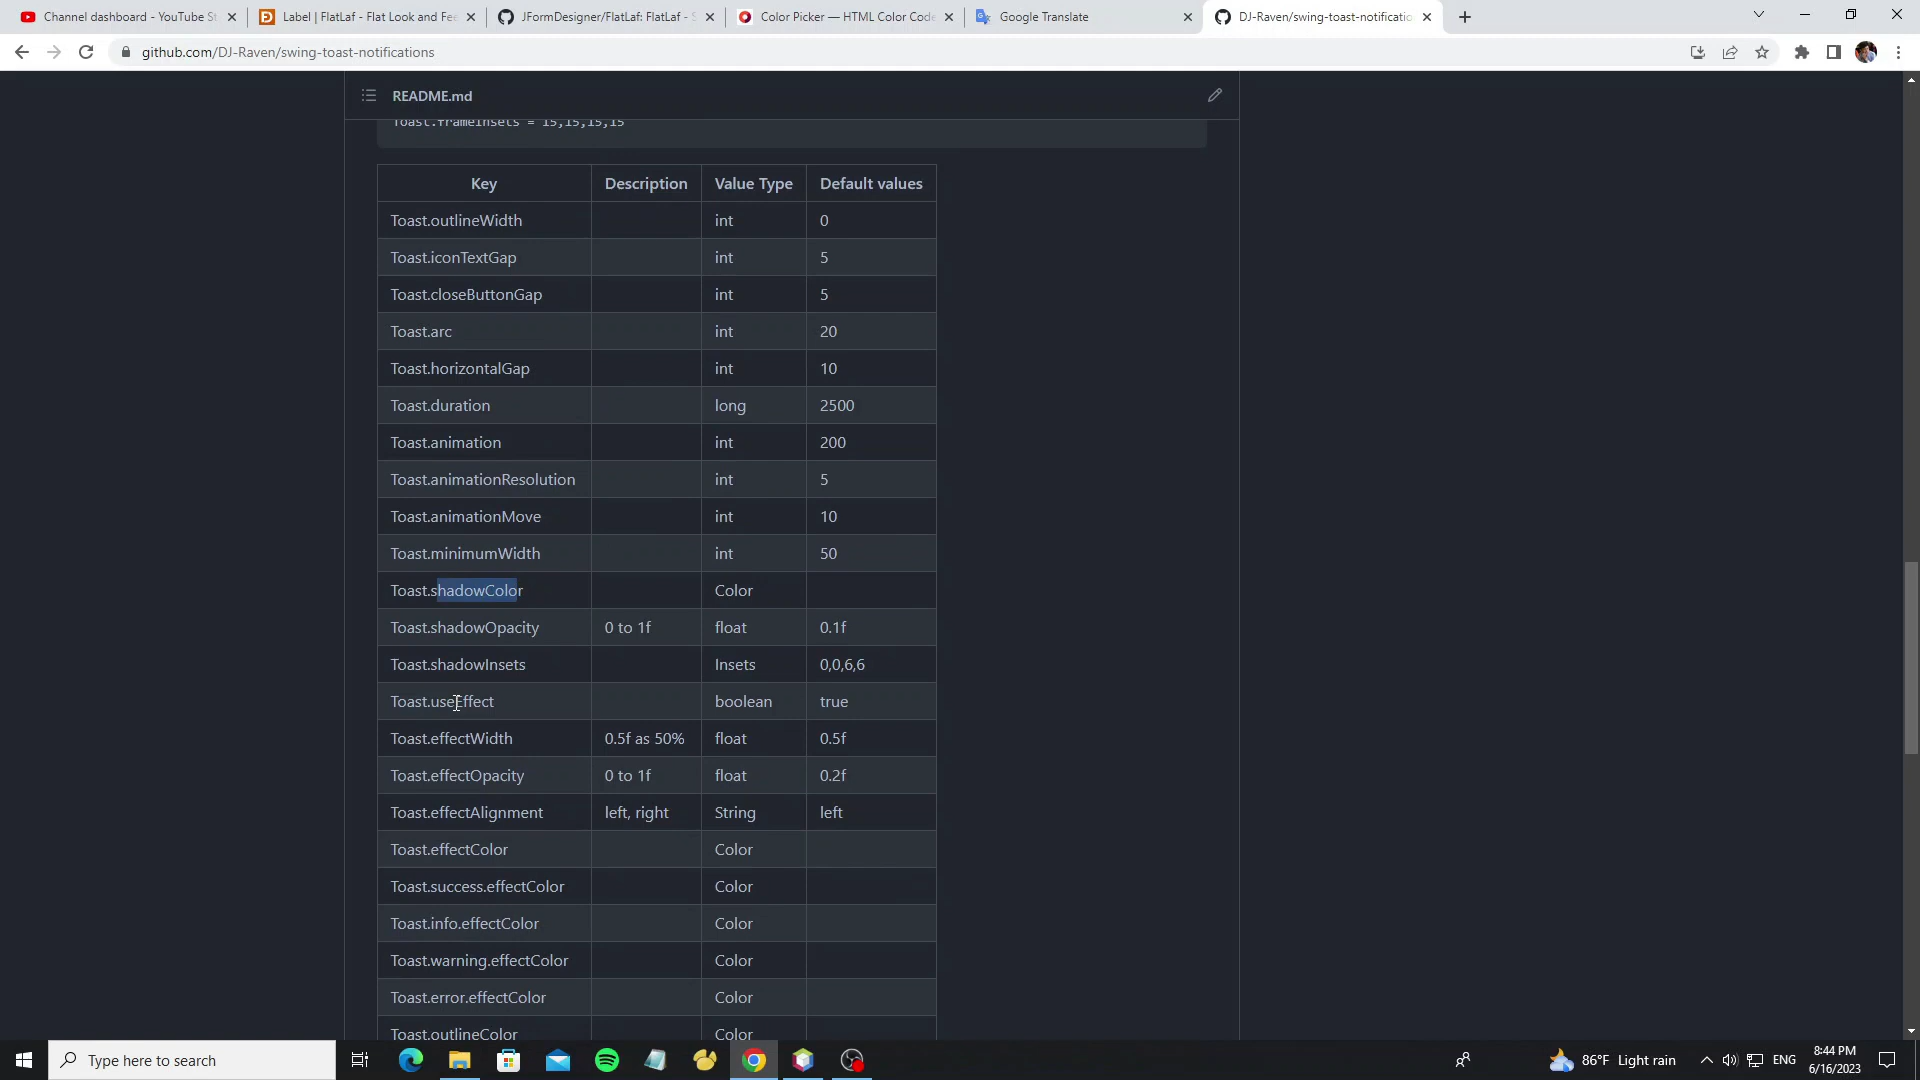 Channel dashboard - YouTube St
Label | FlatLaf - Flat Look and Fee
JFormDesigner/FlatLaf: FlatLaf - S
Color Picker — HTML Color Code
Google Translate
DJ-Raven/swing-toast-notificatio
github.com/DJ-Raven/swing-toast-notifications
README.md
Toast.frameInsets = 15,15,15,15
Key Description Value Type Default values
Toast.outlineWidth int 0
Toast.iconTextGap int 5
Toast.closeButtonGap int 5
Toast.arc int 20
Toast.horizontalGap int 10
Toast.duration long 2500
Toast.animation int 200
Toast.animationResolution int 5
Toast.animationMove int 10
Toast.minimumWidth int 50
Toast.shadowColor Color
Toast.shadowOpacity 0 to 1f float 0.1f
Toast.shadowInsets Insets 0,0,6,6
Toast.useEffect boolean true
Toast.effectWidth 0.5f as 50% float 0.5f
Toast.effectOpacity 0 to 1f float 0.2f
Toast.effectAlignment left, right String left
Toast.effectColor Color
Toast.success.effectColor Color
Toast.info.effectColor Color
Toast.warning.effectColor Color
Toast.error.effectColor Color
Toast.outlineColor Color
Type here to search
86°F Light rain
ENG
8:44 PM
6/16/2023